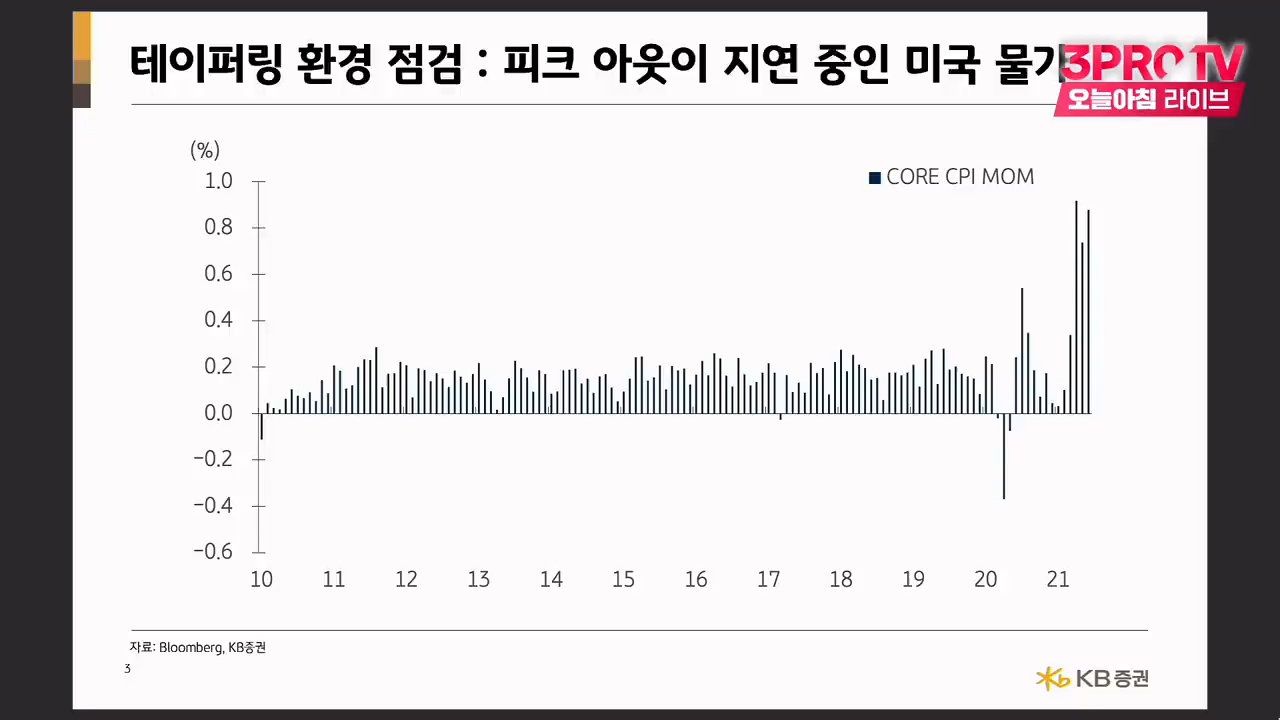 테이퍼링 환경 점검 : 피크 아웃이 지연 중인 미국 물가
3PRO TV
오늘아침 라이브
(%)
CORE CPI MOM
1.0
0.8
0.6
0.4
0.2
0.0
-0.2
-0.4
-0.6
10 11 12 13 14 15 16 17 18 19 20 21
자료: Bloomberg, KB증권
3
KB 증권